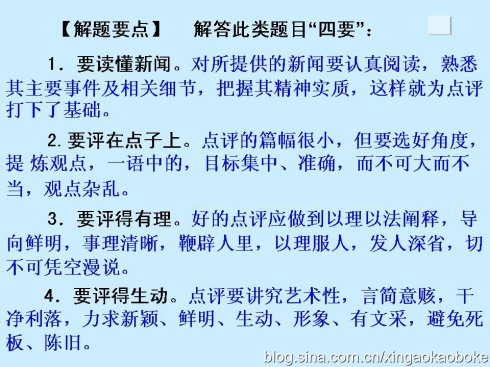 【解题要点】 解答此类题目“四要”：
1．要读懂新闻。对所提供的新闻要认真阅读，熟悉
其主要事件及相关细节，把握其精神实质，这样就为点评
打下了基础。
2. 要评在点子上。点评的篇幅很小，但要选好角度，
提 炼观点，一语中的，目标集中、准确，而不可大而不
当，观点杂乱。
3．要评得有理。好的点评应做到以理以法阐释，导
向鲜明，事理清晰，鞭辟人里，以理服人，发人深省，切
不可凭空漫说。
4．要评得生动。点评要讲究艺术性，言简意赅，干
净利落，力求新颖、鲜明、生动、形象、有文采，避免死
板、陈旧。
blog.sina.com.cn/xingaokaoboke